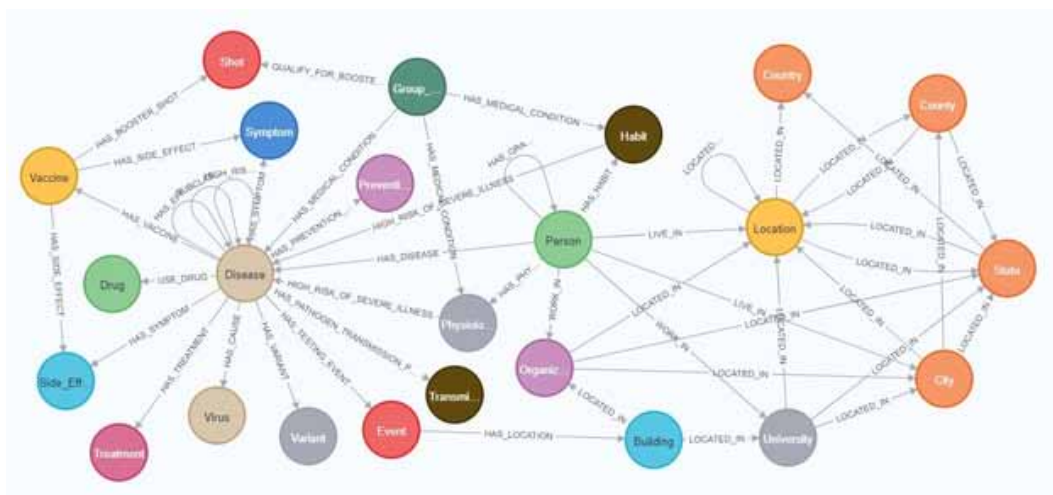 Shot
QUALIFY_FOR_BOOSTE...
Group_...
Country
County
HAS_BOOSTER_SHOT
HAS_MEDICAL_CONDITION
Symptom
Habit
HAS_SIDE_EFFECT
Vaccine
HAS_SYMPTOM
HAS_MEDICAL_CONDITION
Preventi...
HAS_MEDICAL_CONDITION
HIGH_RISK_OF_SEVERE_ILLNESS
HAS_HABIT
LOCATED...
LOCATED_IN
LOCATED_IN
LOCATED_IN
LOCATED_IN
LOCATED_IN
HAS_VACCINE
HAS_PREVENTION...
Person
LIVE_IN
Location
LOCATED_IN
HAS_SIDE_EFFECT
HAS_DISEASE
Disease
USE_DRUG
Drug
HIGH_RISK_OF_SEVERE_ILLNESS
HAS_PHY...
LOCATED_IN
State
LOCATED_IN
HAS_SYMPTOM
HAS_PATHOGEN_TRANSMISSION_P...
Physiolo...
WORK_IN
LOCATED_IN
LIVE_IN
LOCATED_IN
LOCATED_IN
HAS_TREATMENT
HAS_CAUSE
HAS_VARIANT
HAS_TESTING_EVENT
WORK_IN
LOCATED_IN
LOCATED_IN
LOCATED_IN
Side_Eff...
Organiz...
LOCATED_IN
City
Transmi...
Virus
LOCATED_IN
LOCATED_IN
Treatment
Variant
Event
HAS_LOCATION
Building
LOCATED_IN
University